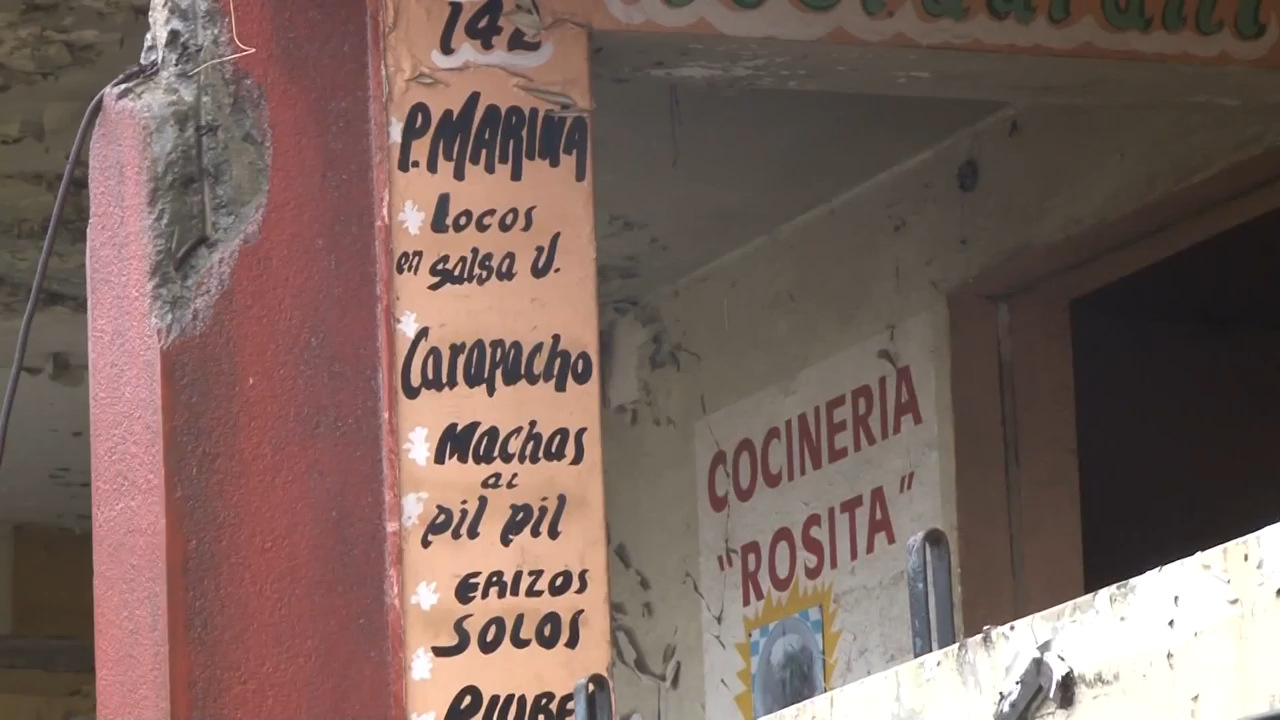 142
P. MARINA
Locos
en salsa V.
Carapacho
Machas
al
pil pil
ERIZOS
SOLOS
COCINERIA
"ROSITA"